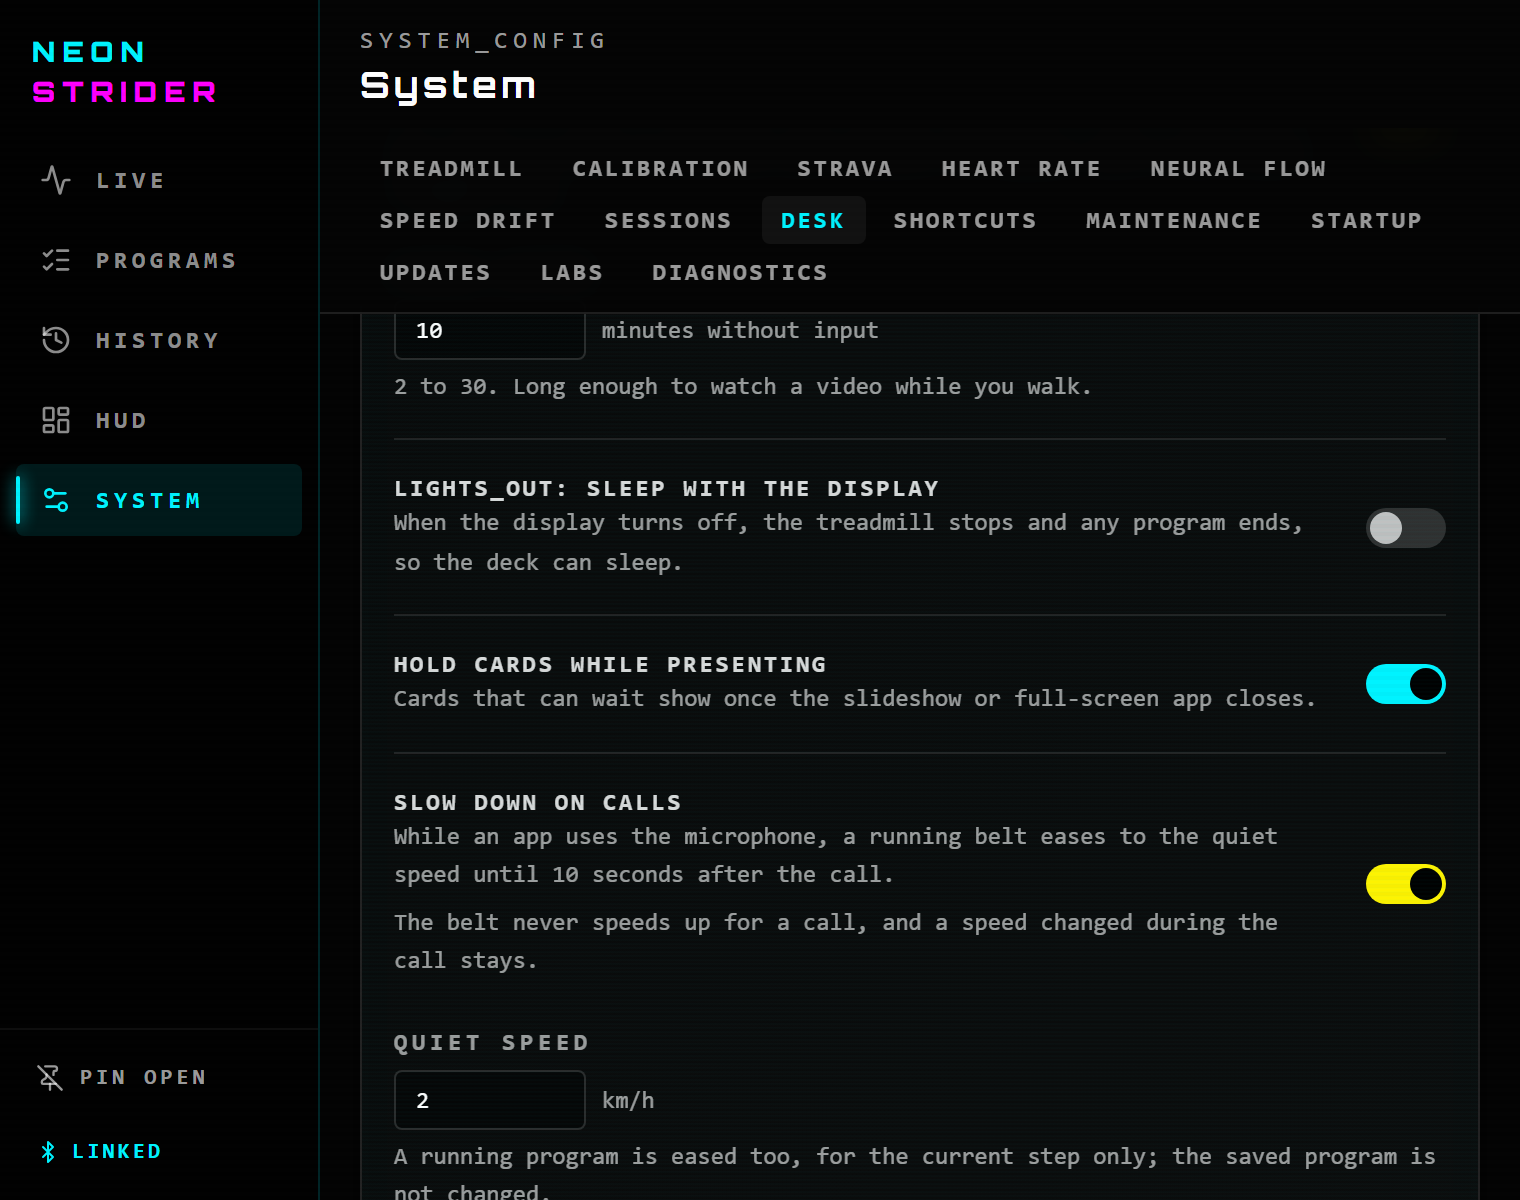 NEON
STRIDER
LIVE
PROGRAMS
HISTORY
HUD
SYSTEM
PIN OPEN
LINKED
SYSTEM_CONFIG
System
TREADMILL CALIBRATION STRAVA HEART RATE NEURAL FLOW
SPEED DRIFT SESSIONS DESK SHORTCUTS MAINTENANCE STARTUP
UPDATES LABS DIAGNOSTICS
10 minutes without input
2 to 30. Long enough to watch a video while you walk.
LIGHTS_OUT: SLEEP WITH THE DISPLAY
When the display turns off, the treadmill stops and any program ends,
so the deck can sleep.
HOLD CARDS WHILE PRESENTING
Cards that can wait show once the slideshow or full-screen app closes.
SLOW DOWN ON CALLS
While an app uses the microphone, a running belt eases to the quiet
speed until 10 seconds after the call.
The belt never speeds up for a call, and a speed changed during the
call stays.
QUIET SPEED
2 km/h
A running program is eased too, for the current step only; the saved program is
not changed.